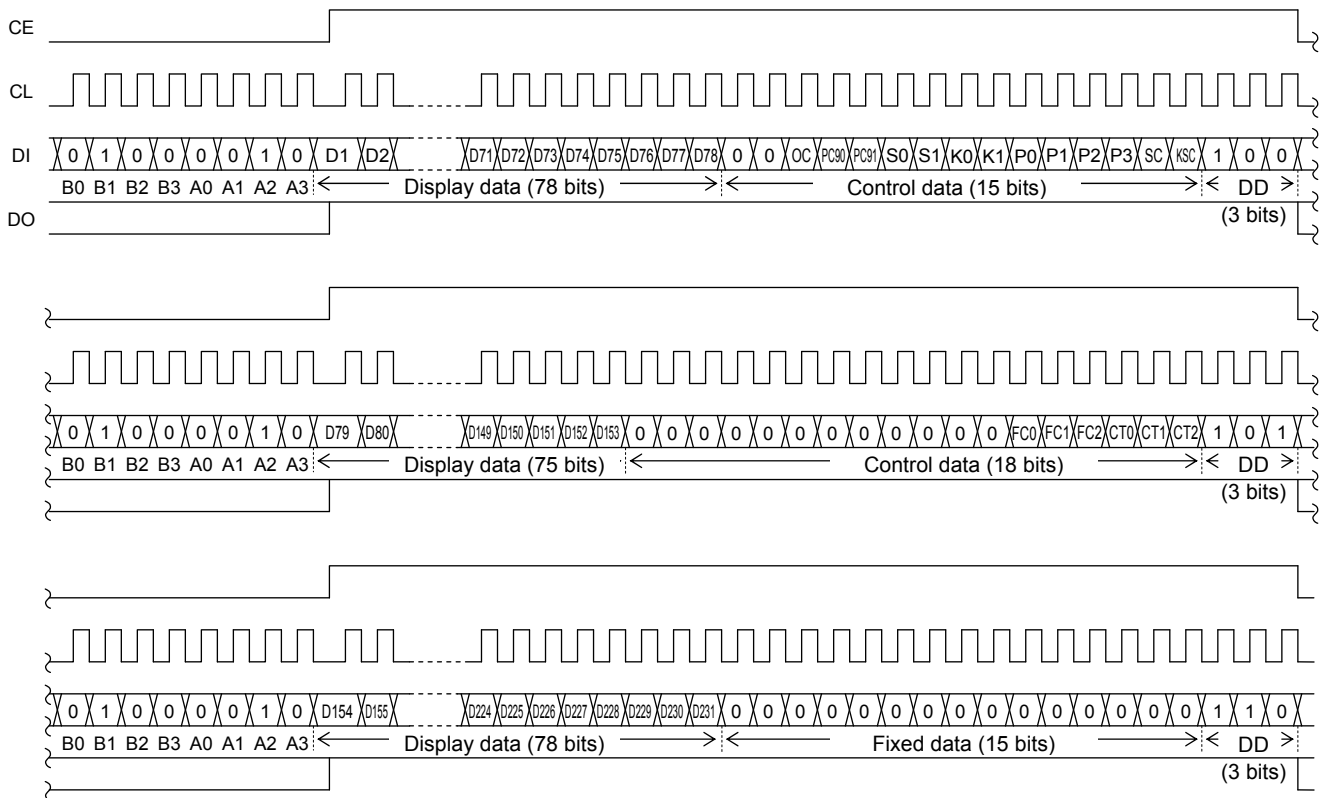 CE
CL
DI 0 1 0 0 0 0 1 0 D1 D2 D71 D72 D73 D74 D75 D76 D77 D78 0 0 OC PC90 PC91 S0 S1 K0 K1 P0 P1 P2 P3 SC KSC 1 0 0
B0 B1 B2 B3 A0 A1 A2 A3 Display data (78 bits) Control data (15 bits) DD
(3 bits)
DO
0 1 0 0 0 0 1 0 D79 D80 D149 D150 D151 D152 D153 0 0 0 0 0 0 0 0 0 0 0 0 FC0 FC1 FC2 CT0 CT1 CT2 1 0 1
B0 B1 B2 B3 A0 A1 A2 A3 Display data (75 bits) Control data (18 bits) DD
(3 bits)
0 1 0 0 0 0 1 0 D154 D155 D224 D225 D226 D227 D228 D229 D230 D231 0 0 0 0 0 0 0 0 0 0 0 0 0 0 0 1 1 0
B0 B1 B2 B3 A0 A1 A2 A3 Display data (78 bits) Fixed data (15 bits) DD
(3 bits)